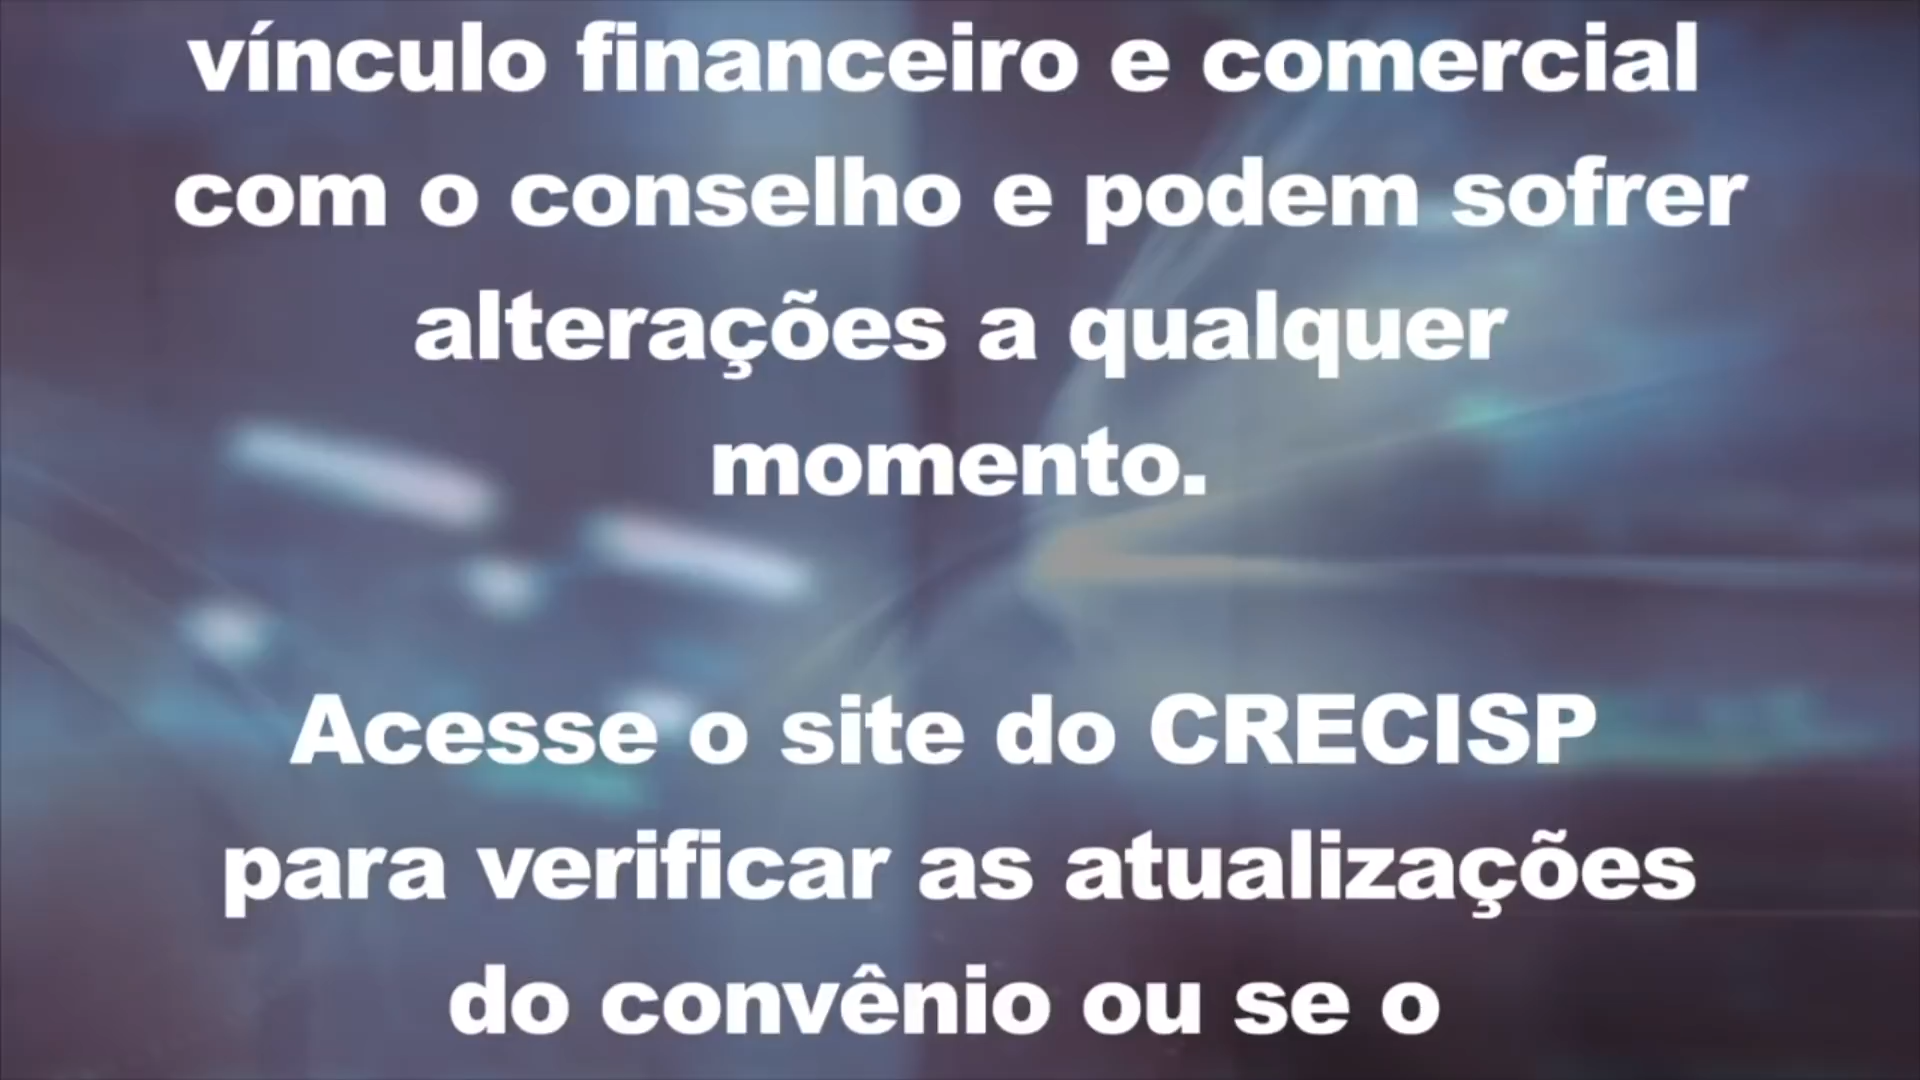 vínculo financeiro e comercial
com o conselho e podem sofrer
alterações a qualquer
momento.
Acesse o site do CRECISP
para verificar as atualizações
do convênio ou se o